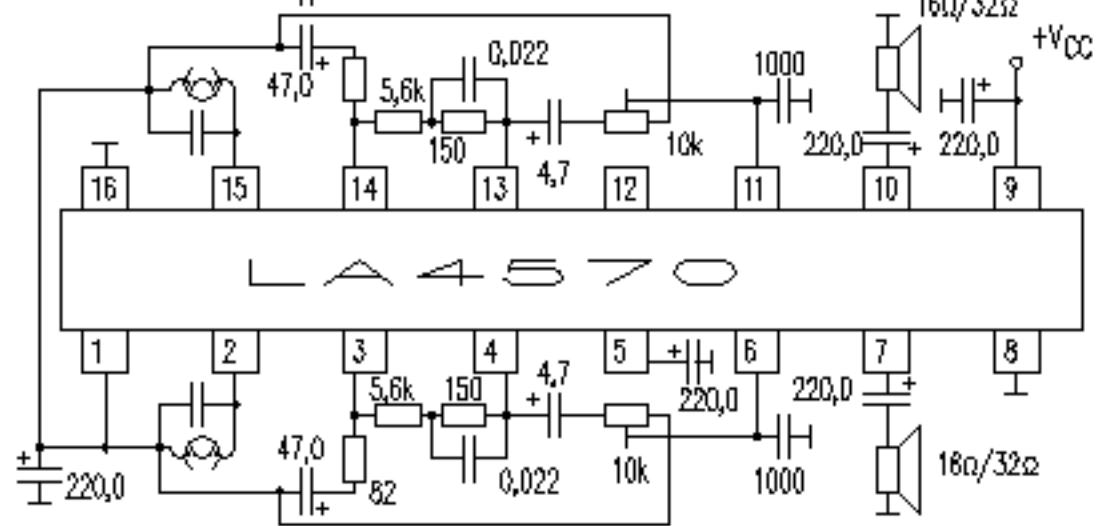 16Ω/32Ω
+VCC
47,0 + 5,6k 0,022 1000 +
150 + 4,7 10k 220,0 + 220,0
16 15 14 13 12 11 10 9
LA4570
1 2 3 4 5 6 7 8
5,6k 150 + 4,7 + 220,0 220,0 +
+ 220,0 47,0 + 82 0,022 10k 1000 16Ω/32Ω